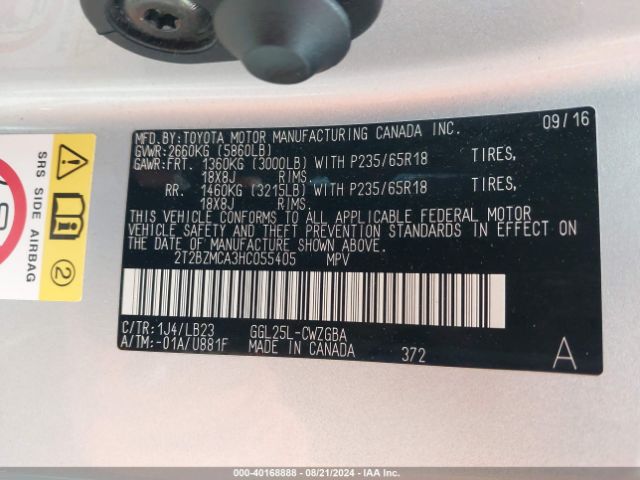 MFD.BY:TOYOTA MOTOR MANUFACTURING CANADA INC. 09/16
GVWR:2660KG (5860LB)
GAWR:FRT. 1360KG (3000LB) WITH P235/65R18 TIRES,
18X8J RIMS.
RR. 1460KG (3215LB) WITH P235/65R18 TIRES,
18X8J RIMS.
THIS VEHICLE CONFORMS TO ALL APPLICABLE FEDERAL MOTOR
VEHICLE SAFETY AND THEFT PREVENTION STANDARDS IN EFFECT ON
THE DATE OF MANUFACTURE SHOWN ABOVE.
2T2BZMCA3HC055405 MPV
C/TR:1J4/LB23 GGL25L-CWZGBA
A/TM:-01A/U881F MADE IN CANADA 372 A
SRS SIDE AIRBAG
2
000-40168888 - 08/21/2024 - IAA Inc.